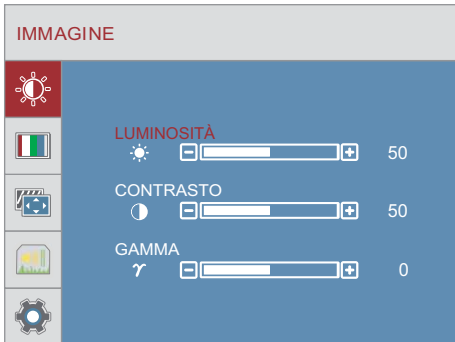 IMMAGINE
LUMINOSITÀ
50
CONTRASTO
50
GAMMA
γ 0